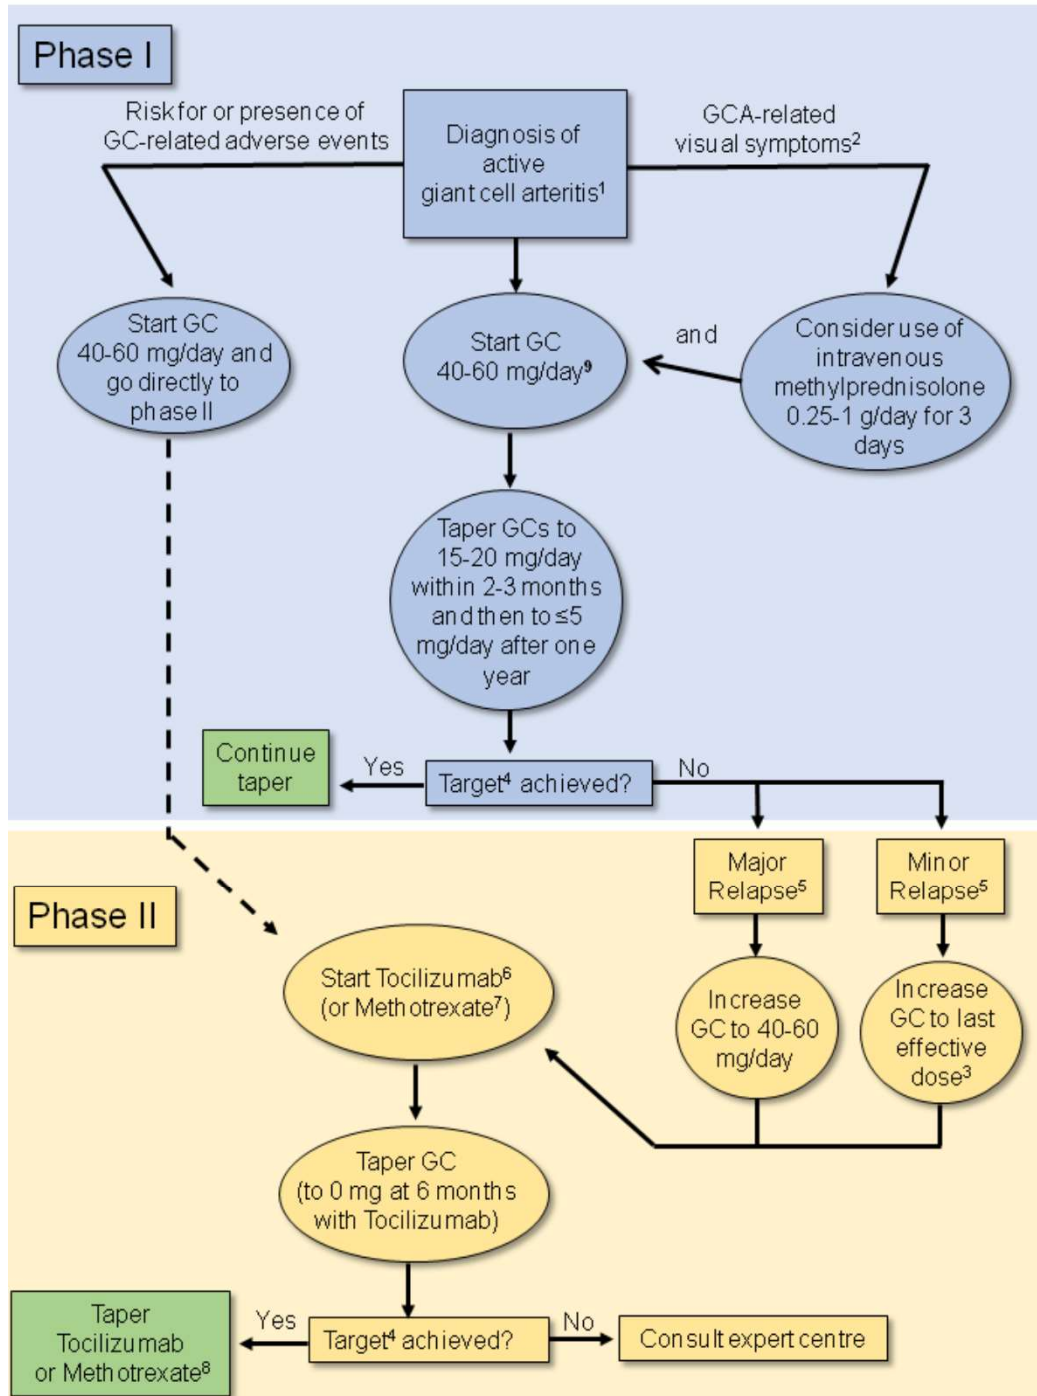 Phase I
Risk for or presence of
GC-related adverse events
Diagnosis of
active
giant cell arteritis¹
GCA-related
visual symptoms²
Start GC
40-60 mg/day and
go directly to
phase II
Start GC
40-60 mg/day⁹
and
Consider use of
intravenous
methylprednisolone
0.25-1 g/day for 3
days
Taper GCs to
15-20 mg/day
within 2-3 months
and then to ≤5
mg/day after one
year
Continue
taper
Yes
Target⁴ achieved?
No
Major
Relapse⁵
Minor
Relapse⁵
Phase II
Start Tocilizumab⁶
(or Methotrexate⁷)
Increase
GC to 40-60
mg/day
Increase
GC to last
effective
dose³
Taper GC
(to 0 mg at 6 months
with Tocilizumab)
Taper
Tocilizumab
or Methotrexate⁸
Yes
Target⁴ achieved?
No
Consult expert centre